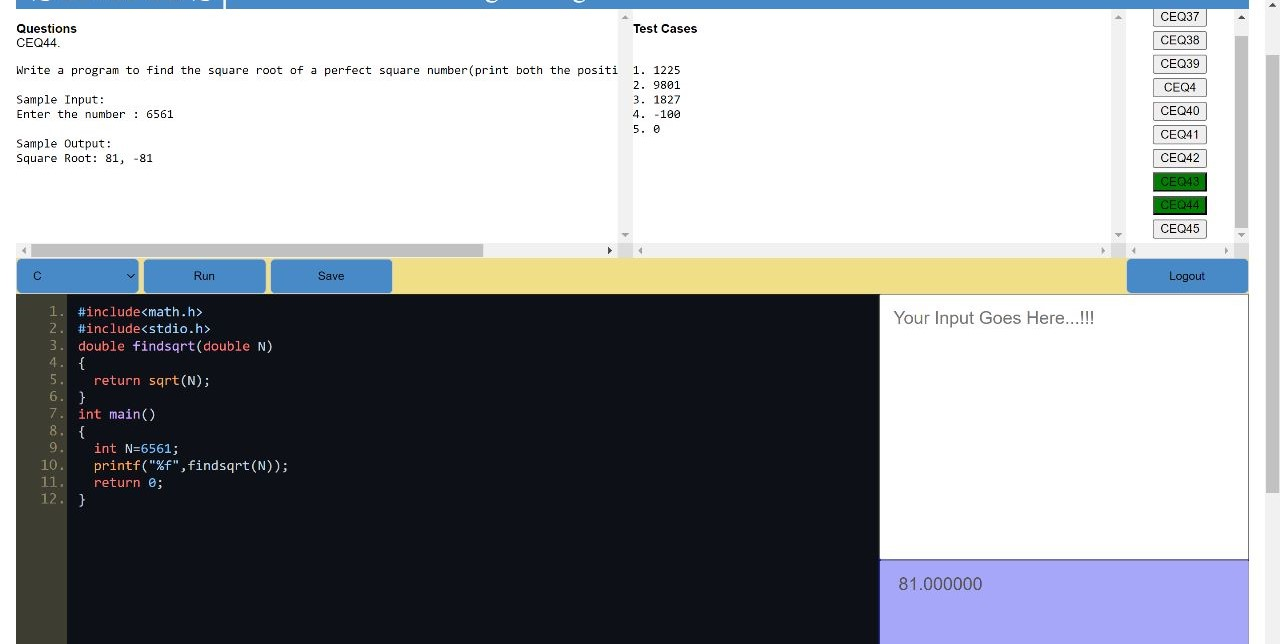 Questions
CEQ44.
Write a program to find the square root of a perfect square number(print both the positi
Sample Input:
Enter the number : 6561
Sample Output:
Square Root: 81, -81
Test Cases
1. 1225
2. 9801
3. 1827
4. -100
5. 0
CEQ37
CEQ38
CEQ39
CEQ4
CEQ40
CEQ41
CEQ42
CEQ43
CEQ44
CEQ45
C
Run
Save
Logout
1. #include<math.h>
2. #include<stdio.h>
3. double findsqrt(double N)
4. {
5. return sqrt(N);
6. }
7. int main()
8. {
9. int N=6561;
10. printf("%f",findsqrt(N));
11. return 0;
12. }
Your Input Goes Here...!!!
81.000000